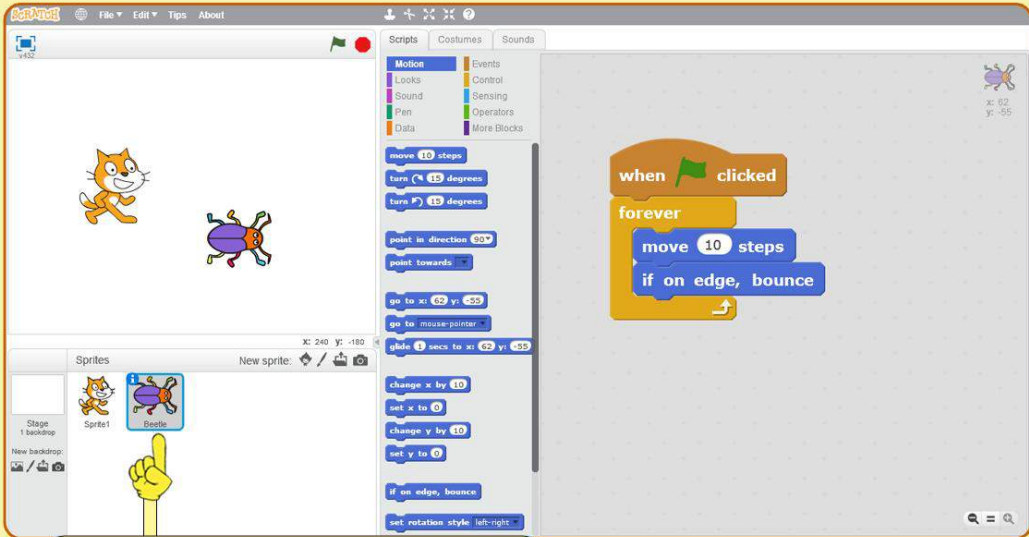 SCRATCH File▼ Edit▼ Tips About
v432
Scripts Costumes Sounds
Motion Events
Looks Control
Sound Sensing
Pen Operators
Data More Blocks
move 10 steps
turn 15 degrees
turn 15 degrees
point in direction 90▼
point towards ▼
go to x: 62 y: -55
go to mouse-pointer ▼
glide 1 secs to x: 62 y: -55
change x by 10
set x to 0
change y by 10
set y to 0
if on edge, bounce
set rotation style left-right ▼
x: 62
y: -55
when clicked
forever
move 10 steps
if on edge, bounce
x: 240 y: -180
Sprites New sprite:
Sprite1 Beetle
Stage
1 backdrop
New backdrop: